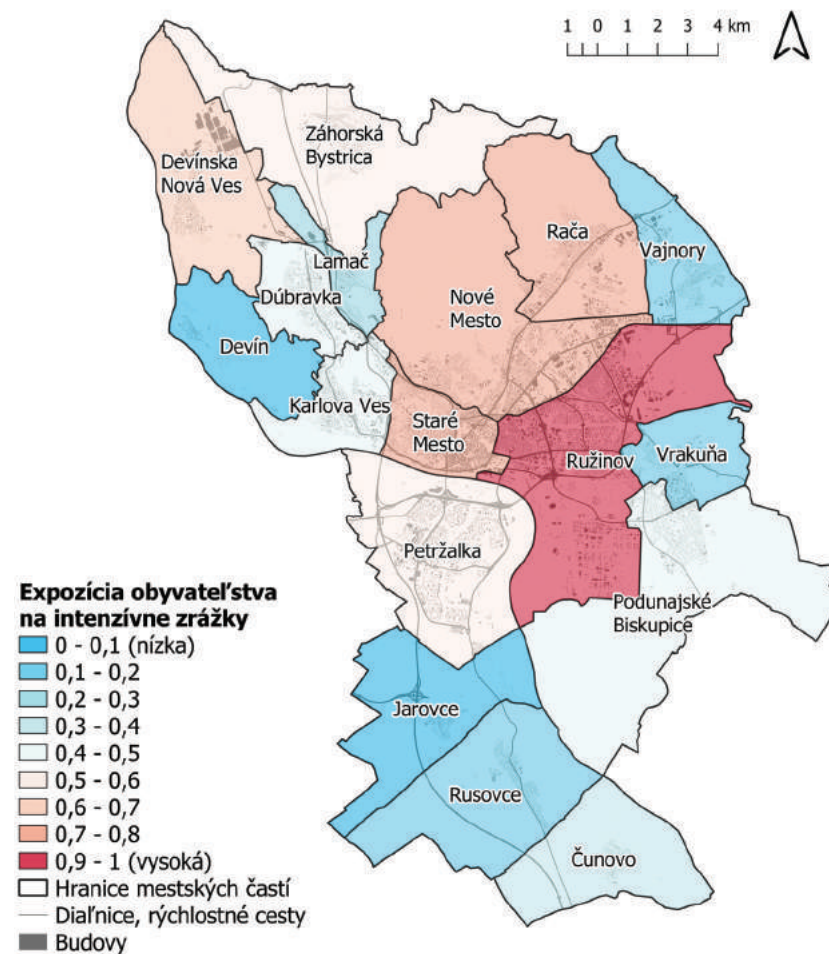 1 0 1 2 3 4 km
Záhorská
Bystrica
Devínska
Nová Ves
Rača
Vajnory
Lamač
Dúbravka
Nové
Mesto
Devín
Karlova Ves
Staré
Mesto
Ružinov
Vrakuňa
Petržalka
Podunajské
Biskupice
Jarovce
Rusovce
Čunovo
Expozícia obyvateľstva
na intenzívne zrážky
0 - 0,1 (nízka)
0,1 - 0,2
0,2 - 0,3
0,3 - 0,4
0,4 - 0,5
0,5 - 0,6
0,6 - 0,7
0,7 - 0,8
0,9 - 1 (vysoká)
Hranice mestských častí
Diaľnice, rýchlostné cesty
Budovy